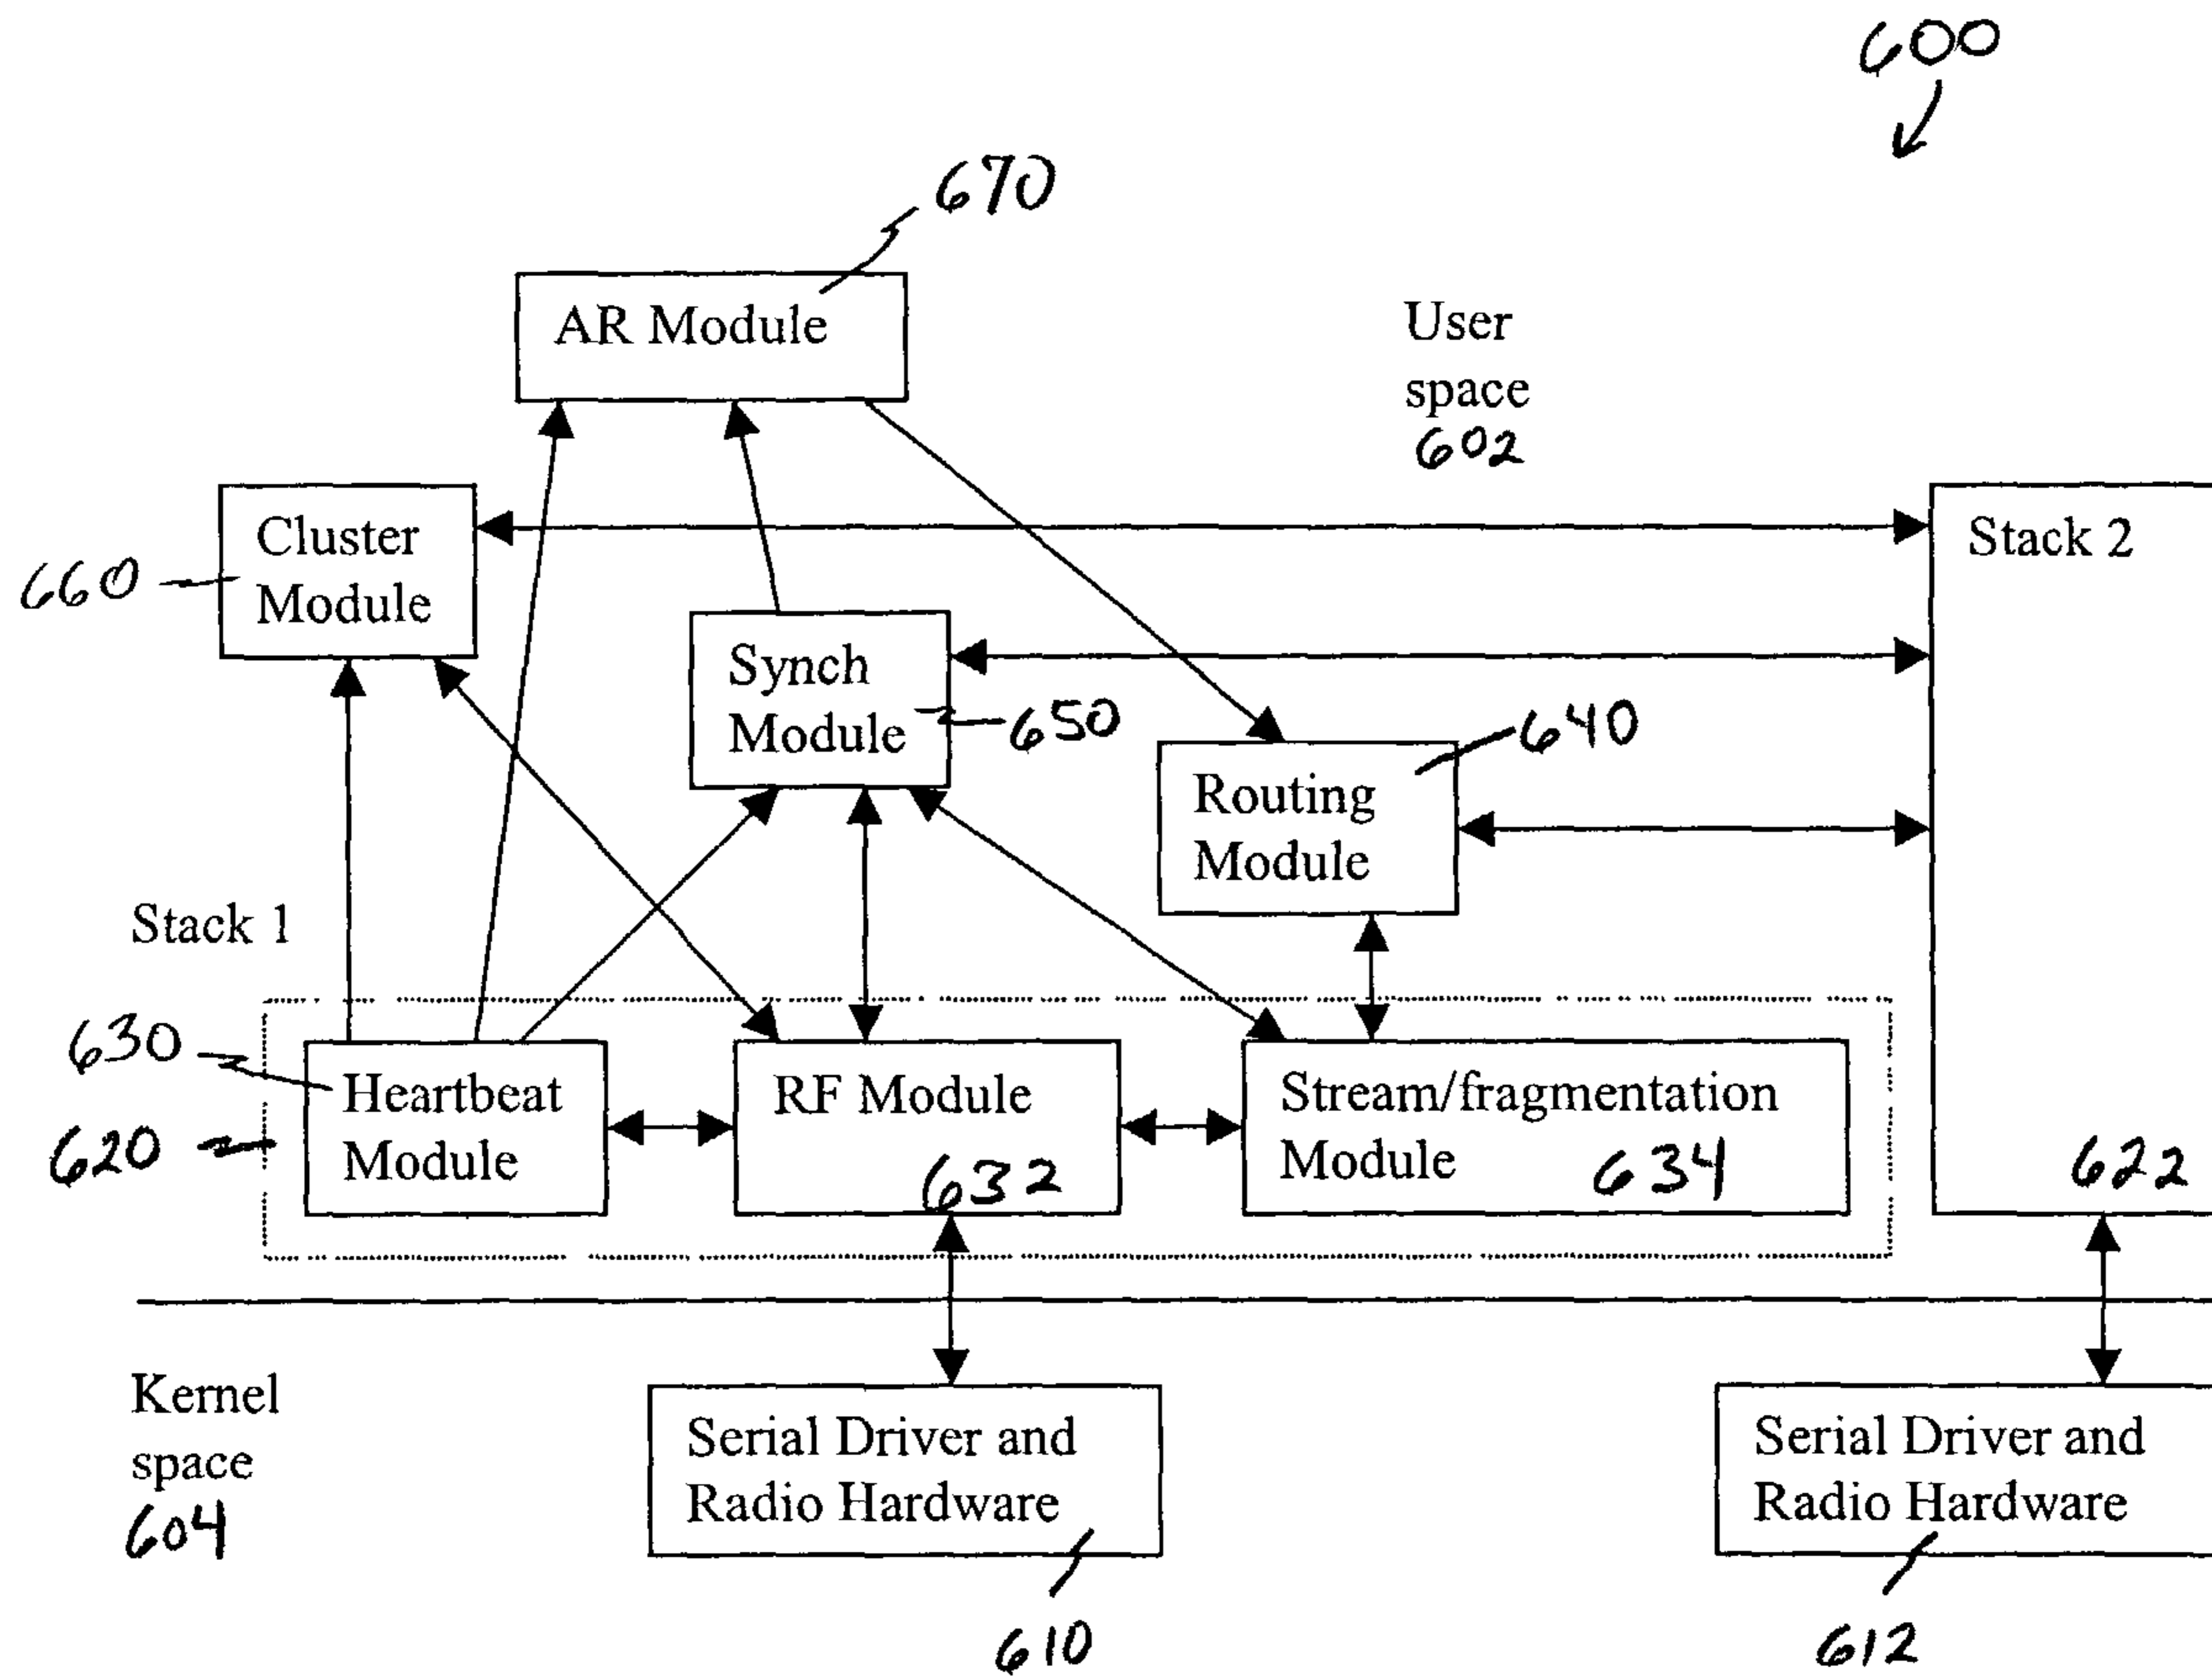 600
670
AR Module
User
space
602
Cluster
Module
660
Stack 2
Synch
Module
650
640
Routing
Module
Stack 1
630
Heartbeat
Module
620
RF Module
632
Stream/fragmentation
Module
634
622
Kernel
space
604
Serial Driver and
Radio Hardware
610
Serial Driver and
Radio Hardware
612